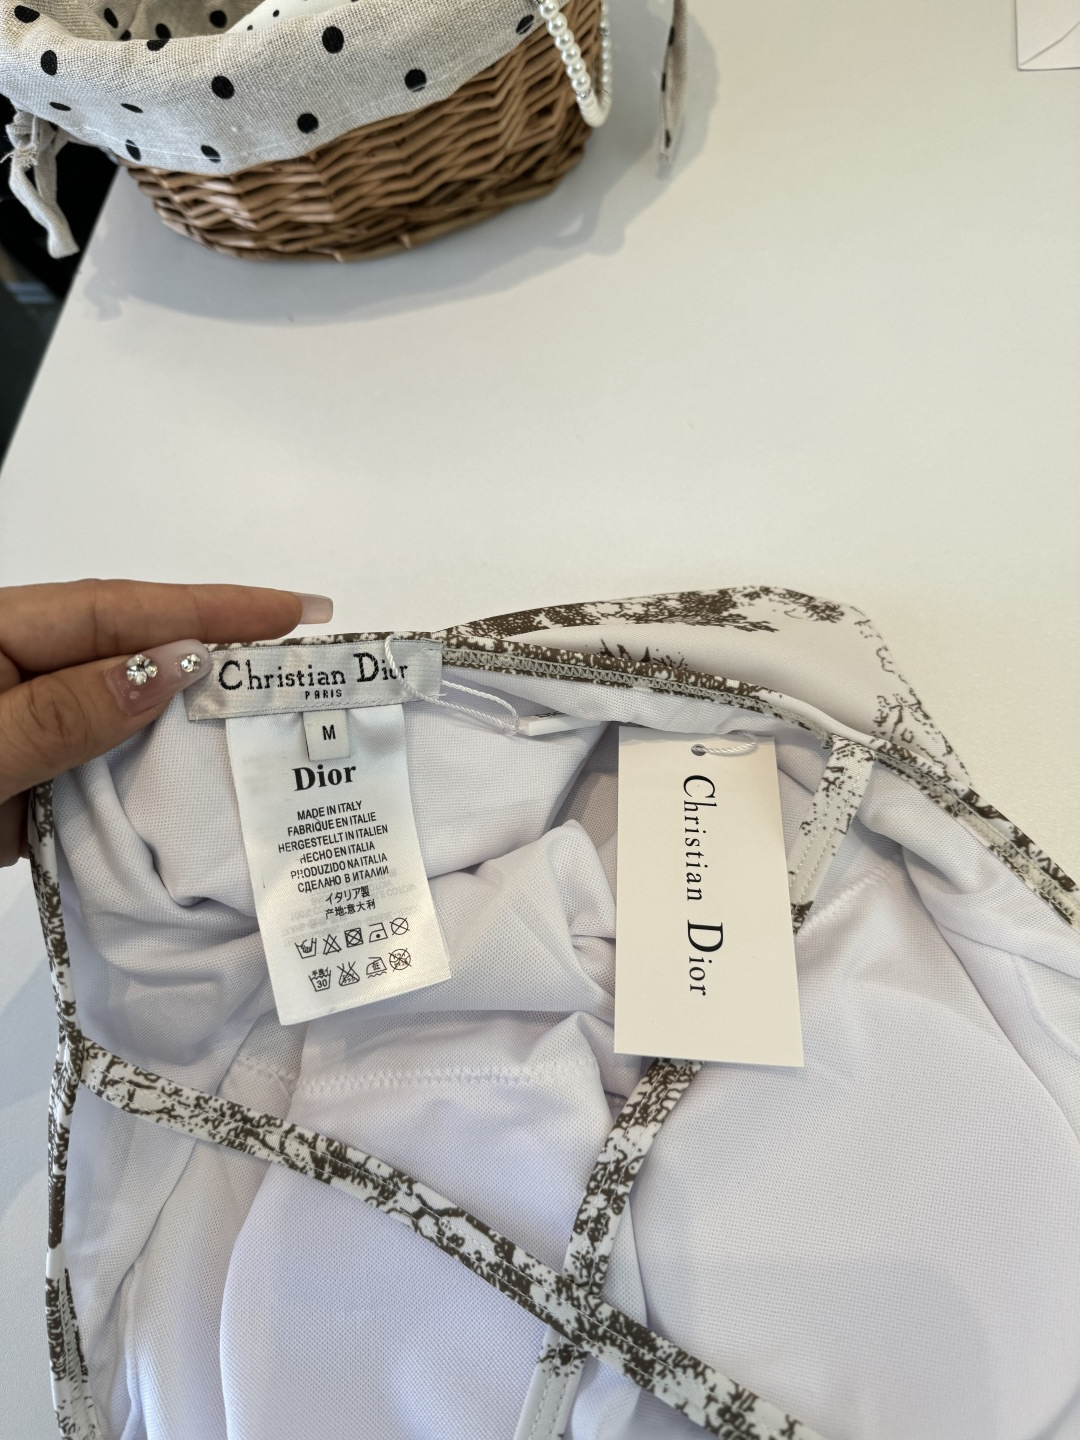 Christian Dior
PARIS
M
Dior
MADE IN ITALY
FABRIQUE EN ITALIE
HERGESTELLT IN ITALIEN
HECHO EN ITALIA
PRODUZIDO NA ITALIA
СДЕЛАНО В ИТАЛИИ
イタリア製
产地:意大利
30
Christian Dior